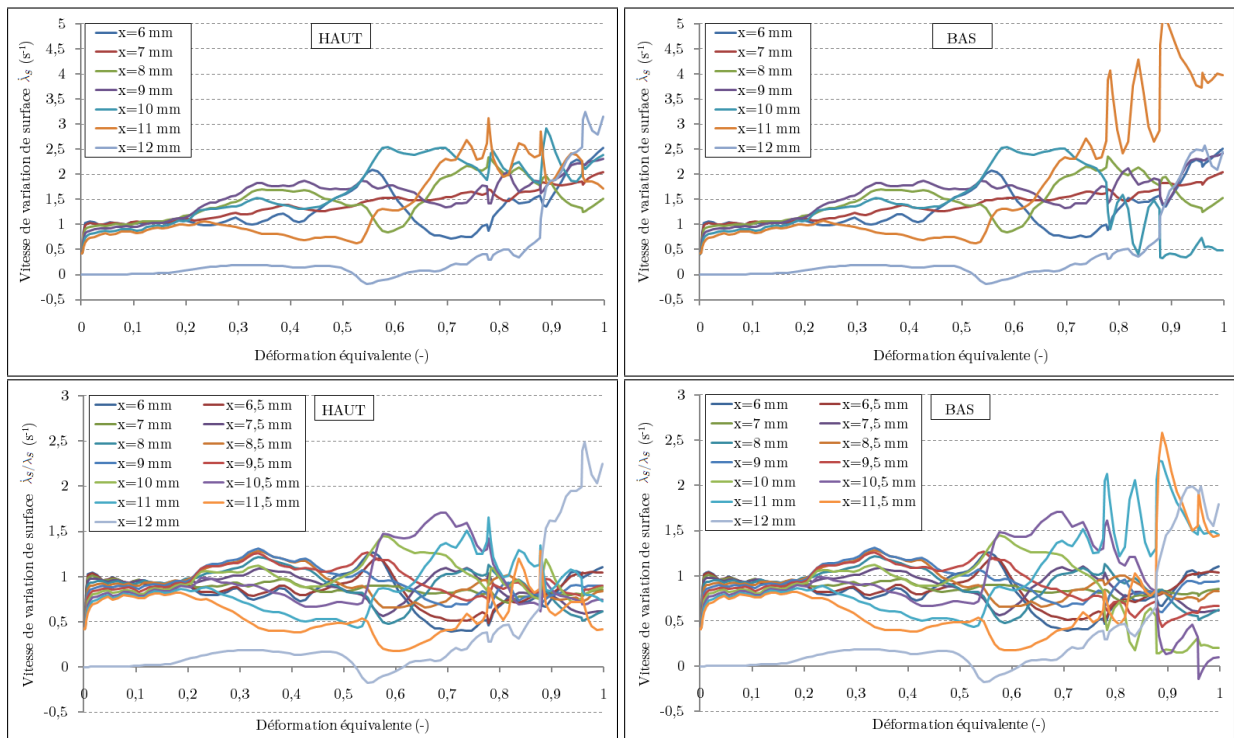 HAUT
x=6 mm
x=7 mm
x=8 mm
x=9 mm
x=10 mm
x=11 mm
x=12 mm
Vitesse de variation de surface λ̇s (s⁻¹)
5
4,5
4
3,5
3
2,5
2
1,5
1
0,5
0
-0,5
0 0,1 0,2 0,3 0,4 0,5 0,6 0,7 0,8 0,9 1
Déformation équivalente (-)
BAS
x=6 mm
x=7 mm
x=8 mm
x=9 mm
x=10 mm
x=11 mm
x=12 mm
Vitesse de variation de surface λ̇s (s⁻¹)
5
4,5
4
3,5
3
2,5
2
1,5
1
0,5
0
-0,5
0 0,1 0,2 0,3 0,4 0,5 0,6 0,7 0,8 0,9 1
Déformation équivalente (-)
HAUT
x=6 mm x=6,5 mm
x=7 mm x=7,5 mm
x=8 mm x=8,5 mm
x=9 mm x=9,5 mm
x=10 mm x=10,5 mm
x=11 mm x=11,5 mm
x=12 mm
Vitesse de variation de surface λ̇s/λs (s⁻¹)
3
2,5
2
1,5
1
0,5
0
-0,5
0 0,1 0,2 0,3 0,4 0,5 0,6 0,7 0,8 0,9 1
Déformation équivalente (-)
BAS
x=6 mm x=6,5 mm
x=7 mm x=7,5 mm
x=8 mm x=8,5 mm
x=9 mm x=9,5 mm
x=10 mm x=10,5 mm
x=11 mm x=11,5 mm
x=12 mm
Vitesse de variation de surface λ̇s/λs (s⁻¹)
3
2,5
2
1,5
1
0,5
0
-0,5
0 0,1 0,2 0,3 0,4 0,5 0,6 0,7 0,8 0,9 1
Déformation équivalente (-)